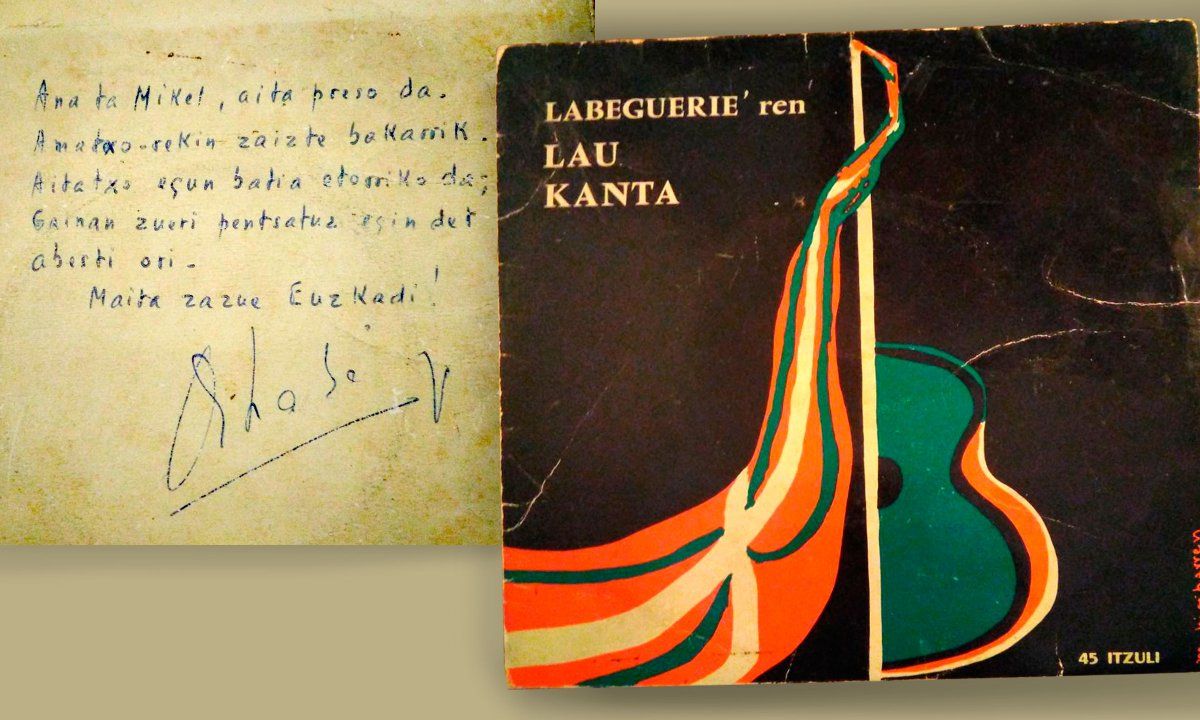 Ana ta Mikel, aita preso da.
Amatxo-rekin zaizte bakarrik.
Aitatxo egun batia etorriko da;
Gainan zueri pentsatuz egin det
abesti ori.
Maita zazue Euzkadi!
LABEGUERIE' ren
LAU
KANTA
45 ITZULI